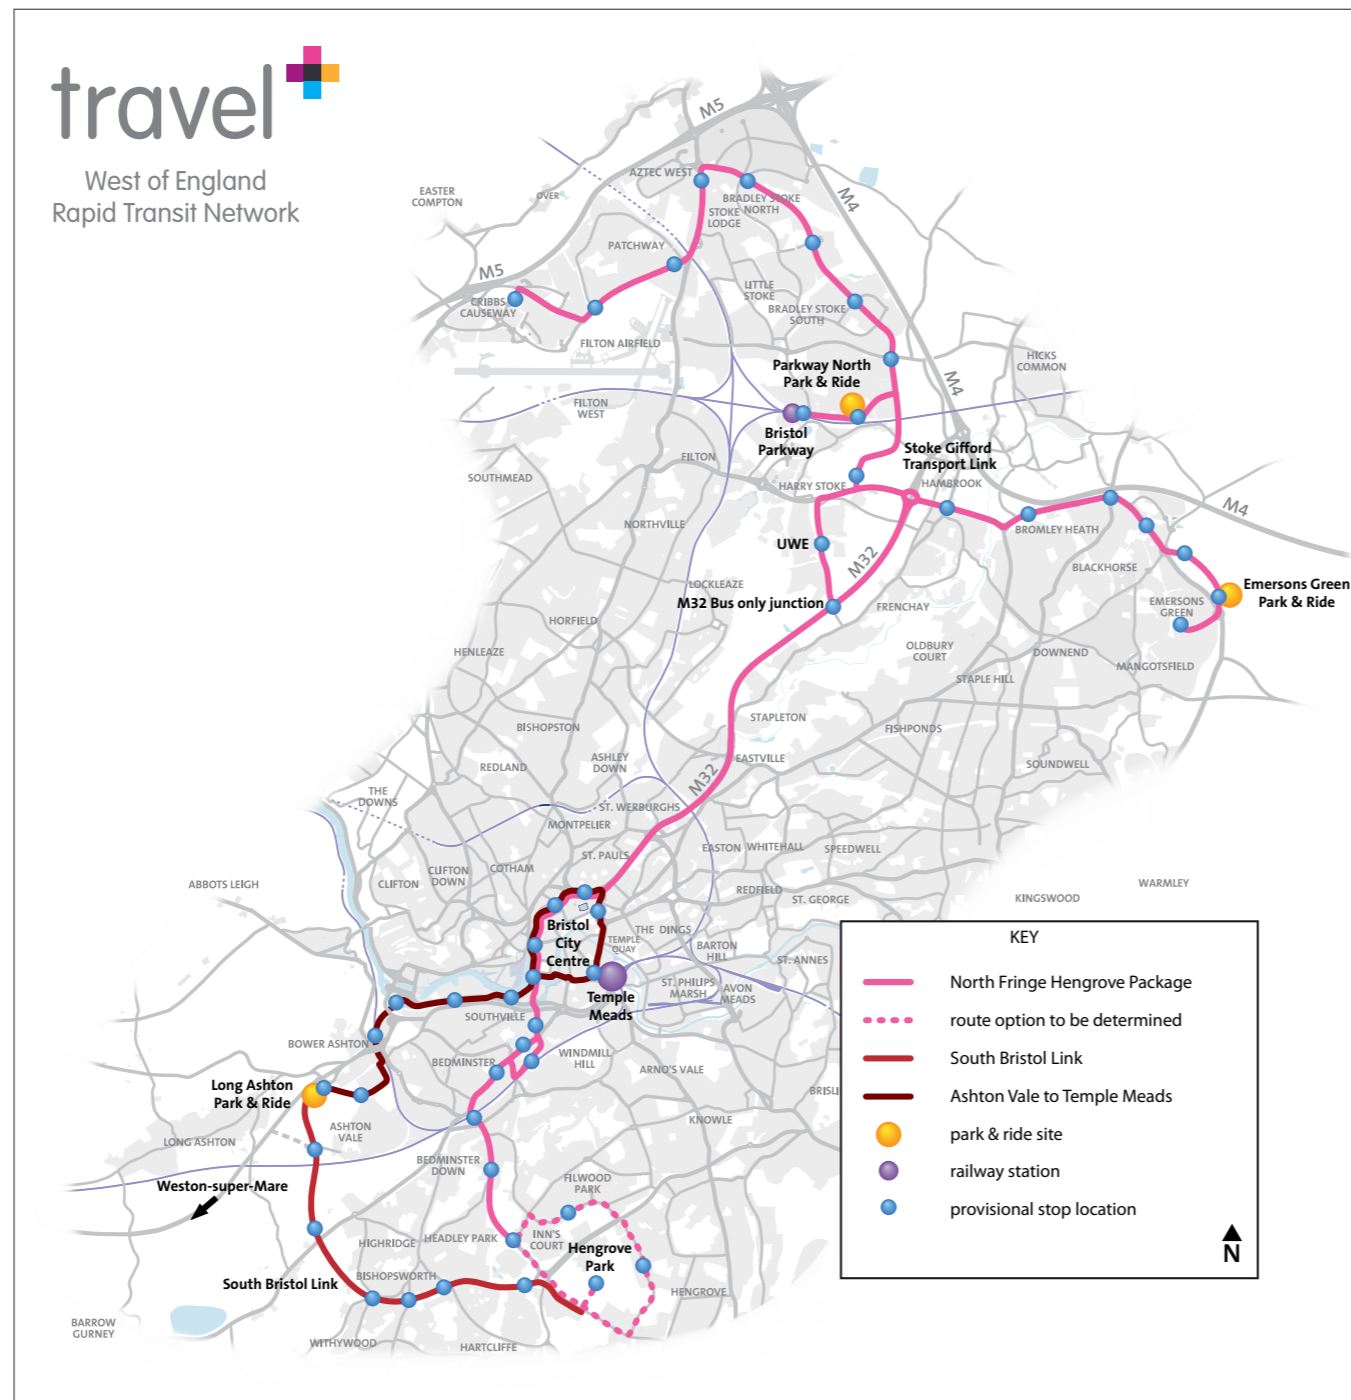 travel
West of England
Rapid Transit Network
M5
AZTEC WEST
EASTER
COMPTON
OVER
BRADLEY STOKE
NORTH
STOKE
LODGE
M4
PATCHWAY
M5
CRIBBS
CAUSEWAY
LITTLE
STOKE
BRADLEY STOKE
SOUTH
FILTON AIRFIELD
HICKS
COMMON
Parkway North
Park & Ride
M4
FILTON
WEST
Bristol
Parkway
Stoke Gifford
Transport Link
FILTON
SOUTHMEAD
HARRY STOKE
HAMBROOK
M4
NORTHVILLE
BROMLEY HEATH
UWE
M32
BLACKHORSE
LOCKLEAZE
M32 Bus only junction
FRENCHAY
EMERSONS
GREEN
Emersons Green
Park & Ride
HORFIELD
OLDBURY
COURT
HENLEAZE
DOWNEND
MANGOTSFIELD
STAPLE HILL
STAPLETON
BISHOPSTON
FISHPONDS
ASHLEY
DOWN
EASTVILLE
REDLAND
SOUNDWELL
M32
THE
DOWNS
ST. WERBURGHS
MONTPELIER
ST. PAULS
EASTON
WHITEHALL
SPEEDWELL
COTHAM
CLIFTON
DOWN
CLIFTON
ABBOTS LEIGH
REDFIELD
WARMLEY
ST. GEORGE
KINGSWOOD
Bristol
City
Centre
THE DINGS
TEMPLE
QUAY
BARTON
HILL
ST. ANNES
ST. PHILIPS
MARSH
AVON
MEADS
Temple
Meads
SOUTHVILLE
BOWER ASHTON
BEDMINSTER
WINDMILL
HILL
ARNO'S VALE
BRISLI
Long Ashton
Park & Ride
KNOWLE
ASHTON
VALE
LONG ASHTON
BEDMINSTER
DOWN
FILWOOD
PARK
Weston-super-Mare
INN'S
COURT
HEADLEY PARK
HIGHRIDGE
Hengrove
Park
BISHOPSWORTH
South Bristol Link
HENGROVE
BARROW
GURNEY
WITHYWOOD
HARTCLIFFE
KEY
North Fringe Hengrove Package
route option to be determined
South Bristol Link
Ashton Vale to Temple Meads
park & ride site
railway station
provisional stop location
N